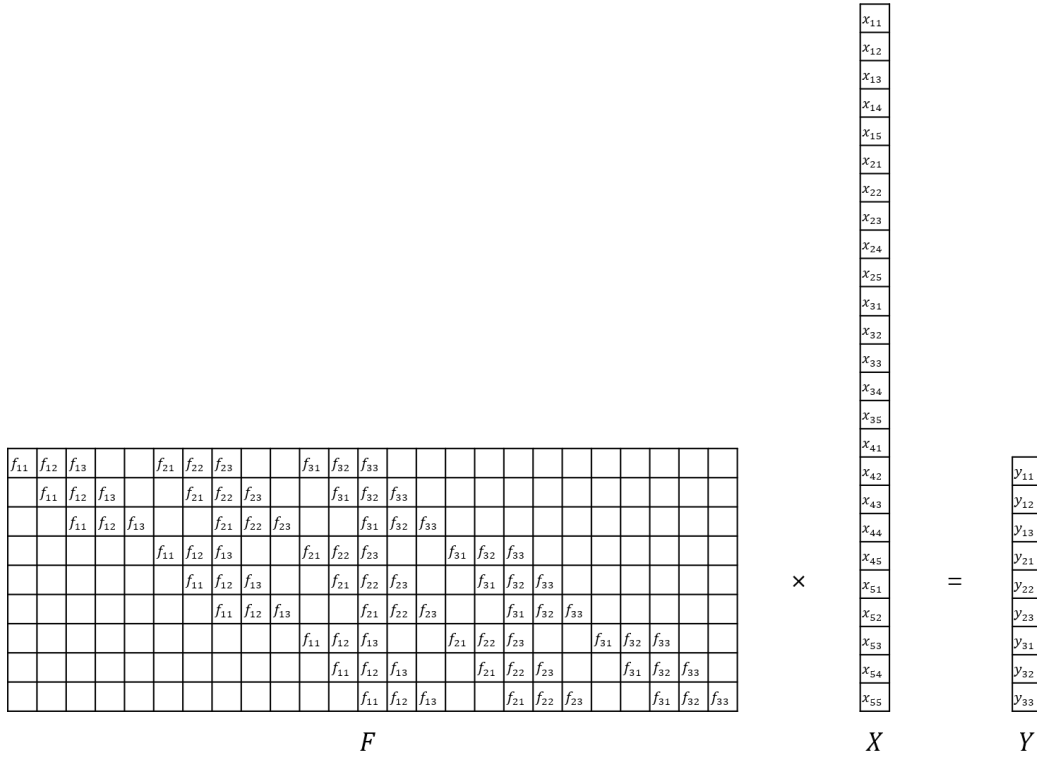 x₁₁
x₁₂
x₁₃
x₁₄
x₁₅
x₂₁
x₂₂
x₂₃
x₂₄
x₂₅
x₃₁
x₃₂
x₃₃
x₃₄
x₃₅
x₄₁
x₄₂
x₄₃
x₄₄
x₄₅
x₅₁
x₅₂
x₅₃
x₅₄
x₅₅
f₁₁ f₁₂ f₁₃ f₂₁ f₂₂ f₂₃ f₃₁ f₃₂ f₃₃
f₁₁ f₁₂ f₁₃ f₂₁ f₂₂ f₂₃ f₃₁ f₃₂ f₃₃
f₁₁ f₁₂ f₁₃ f₂₁ f₂₂ f₂₃ f₃₁ f₃₂ f₃₃
f₁₁ f₁₂ f₁₃ f₂₁ f₂₂ f₂₃ f₃₁ f₃₂ f₃₃
f₁₁ f₁₂ f₁₃ f₂₁ f₂₂ f₂₃ f₃₁ f₃₂ f₃₃
f₁₁ f₁₂ f₁₃ f₂₁ f₂₂ f₂₃ f₃₁ f₃₂ f₃₃
f₁₁ f₁₂ f₁₃ f₂₁ f₂₂ f₂₃ f₃₁ f₃₂ f₃₃
f₁₁ f₁₂ f₁₃ f₂₁ f₂₂ f₂₃ f₃₁ f₃₂ f₃₃
f₁₁ f₁₂ f₁₃ f₂₁ f₂₂ f₂₃ f₃₁ f₃₂ f₃₃
× =
y₁₁
y₁₂
y₁₃
y₂₁
y₂₂
y₂₃
y₃₁
y₃₂
y₃₃
F X Y